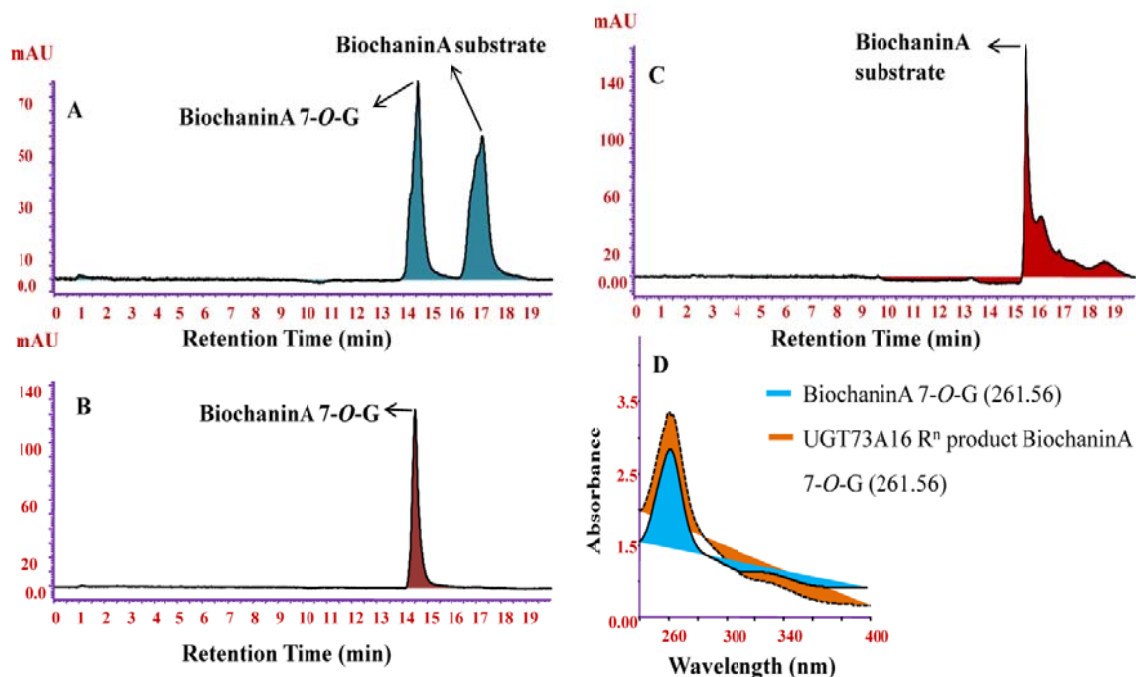 mAU
A
BiochaninA substrate
BiochaninA 7-O-G
70
50
30
10
0.0
0 1 2 3 4 5 6 7 8 9 10 11 12 13 14 15 16 17 18 19
Retention Time (min)
mAU
B
BiochaninA 7-O-G
140
100
60
20
0.0
0 1 2 3 4 5 6 7 8 9 10 11 12 13 14 15 16 17 18 19
Retention Time (min)
mAU
C
BiochaninA
substrate
140
100
60
20
0.00
0 1 2 3 4 5 6 7 8 9 10 11 12 13 14 15 16 17 18 19
Retention Time (min)
D
BiochaninA 7-O-G (261.56)
UGT73A16 Rⁿ product BiochaninA
7-O-G (261.56)
Absorbance
3.5
2.5
1.5
0.00
260 300 340 400
Wavelength (nm)